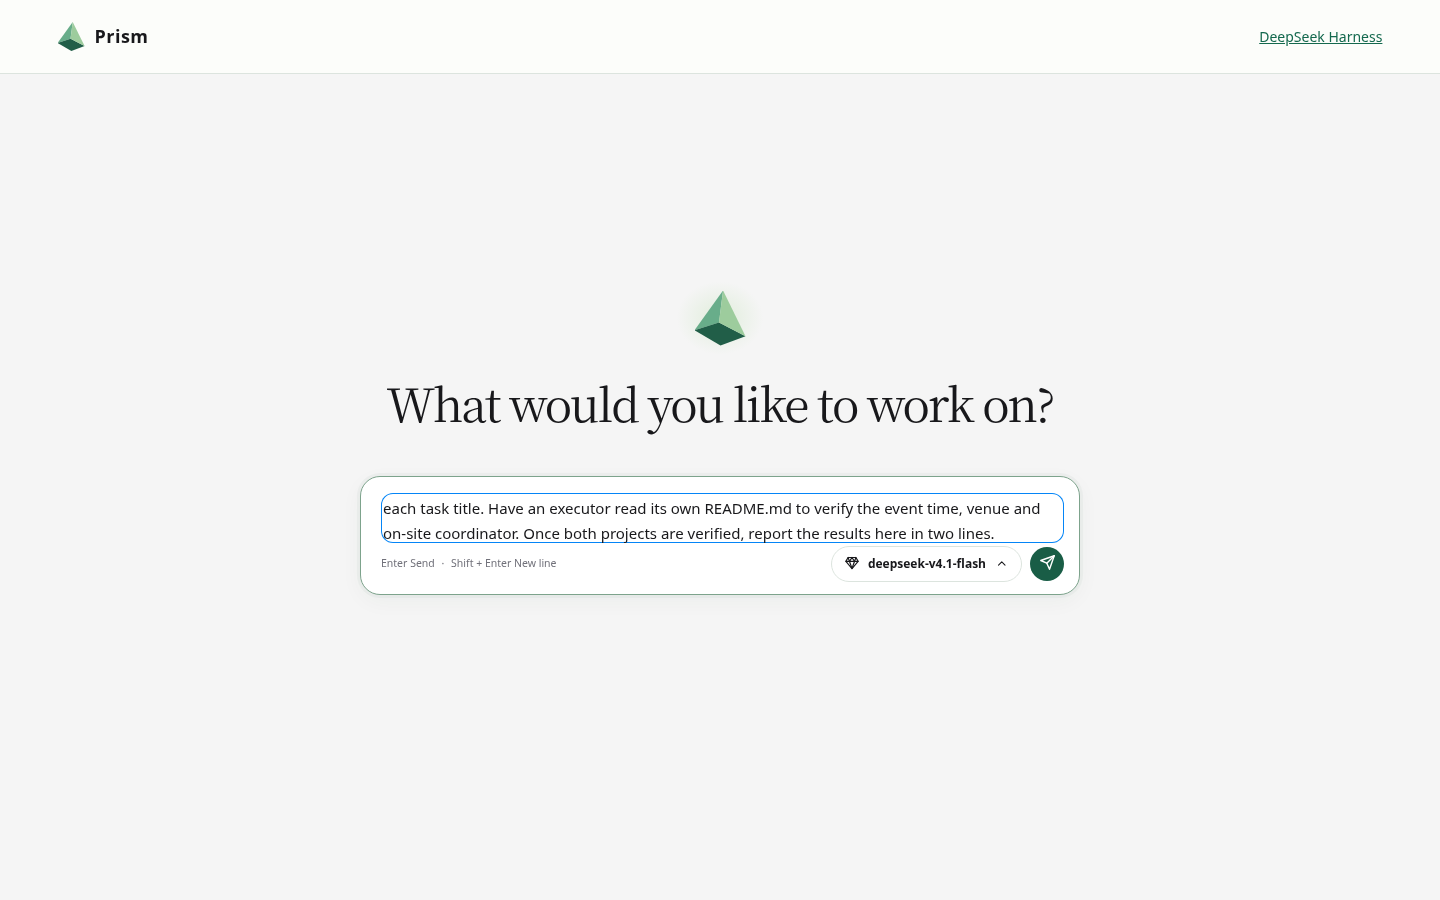 Prism
DeepSeek Harness
What would you like to work on?
each task title. Have an executor read its own README.md to verify the event time, venue and
on-site coordinator. Once both projects are verified, report the results here in two lines.
Enter Send · Shift + Enter New line
deepseek-v4.1-flash